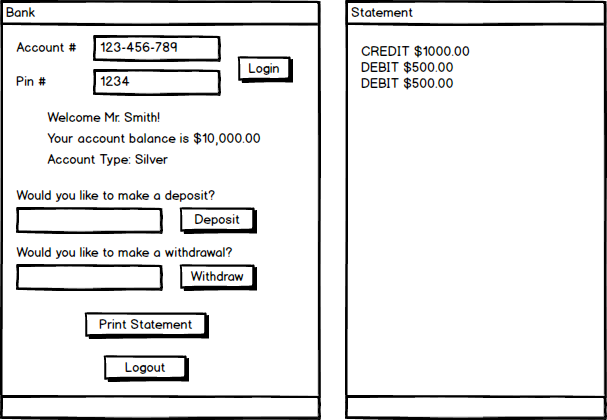 Bank
Account #
123-456-789
Login
Pin #
1234
Welcome Mr. Smith!
Your account balance is $10,000.00
Account Type: Silver
Would you like to make a deposit?
Deposit
Would you like to make a withdrawal?
Withdraw
Print Statement
Logout
Statement
CREDIT $1000.00
DEBIT $500.00
DEBIT $500.00